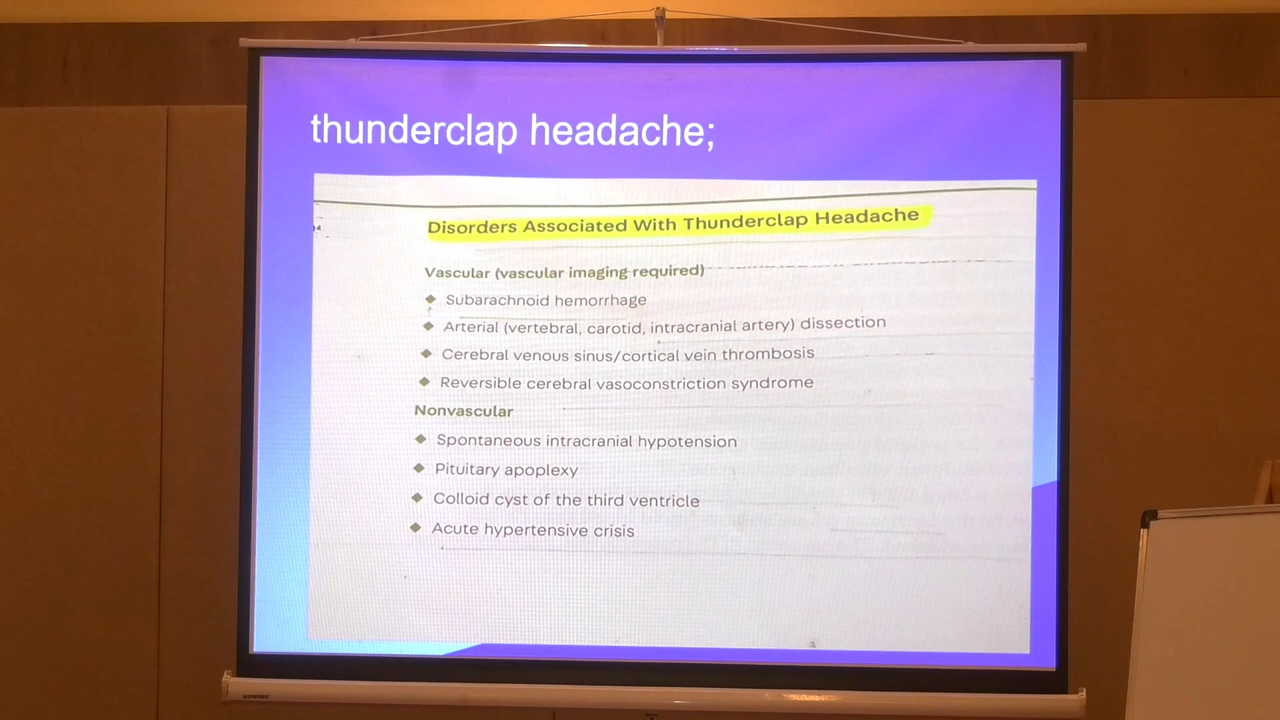 thunderclap headache;
Disorders Associated With Thunderclap Headache
Vascular (vascular imaging required)
◆ Subarachnoid hemorrhage
◆ Arterial (vertebral, carotid, intracranial artery) dissection
◆ Cerebral venous sinus/cortical vein thrombosis
◆ Reversible cerebral vasoconstriction syndrome
Nonvascular
◆ Spontaneous intracranial hypotension
◆ Pituitary apoplexy
◆ Colloid cyst of the third ventricle
◆ Acute hypertensive crisis